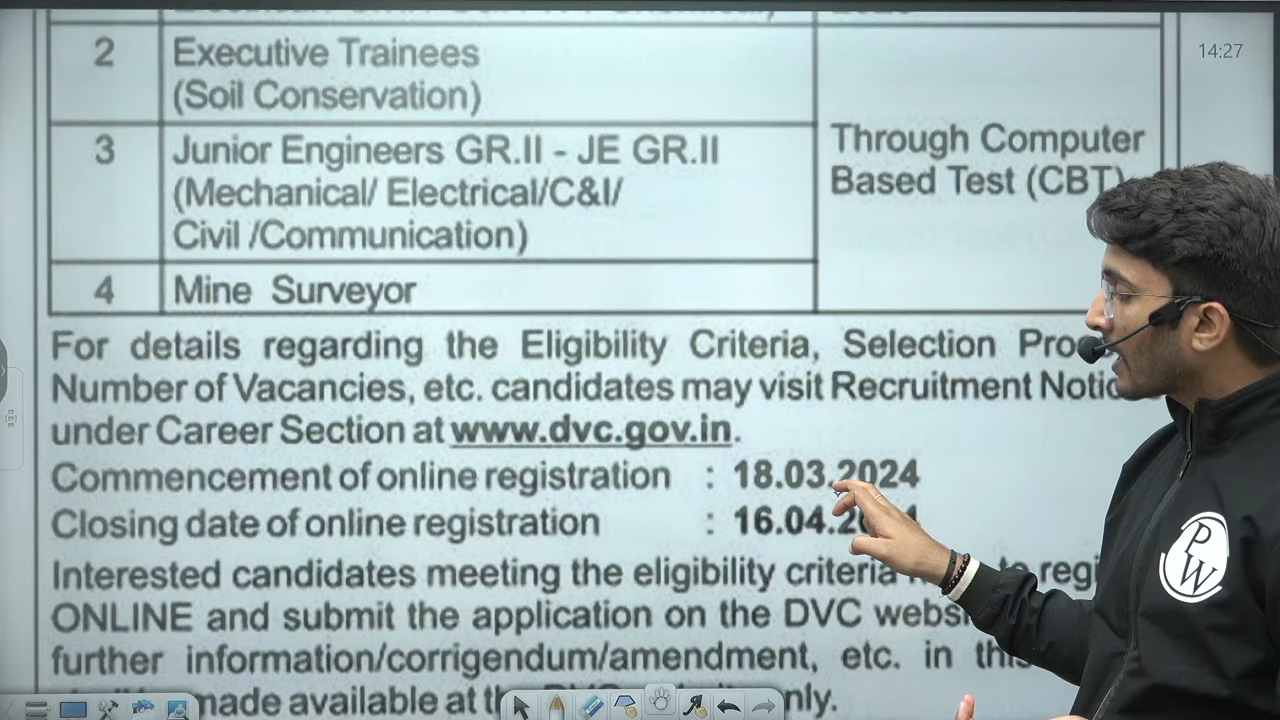 14:27
2 Executive Trainees
(Soil Conservation)
3 Junior Engineers GR.II - JE GR.II
(Mechanical/ Electrical/C&I/
Civil /Communication)
4 Mine Surveyor
Through Computer
Based Test (CBT)
For details regarding the Eligibility Criteria, Selection
Number of Vacancies, etc. candidates may visit Recruitment
under Career Section at www.dvc.gov.in.
Commencement of online registration : 18.03.2024
Closing date of online registration : 16.04.
Interested candidates meeting the eligibility criteria to
ONLINE and submit the application on the DVC
further information/corrigendum/amendment, etc. in
made available at only.
PW